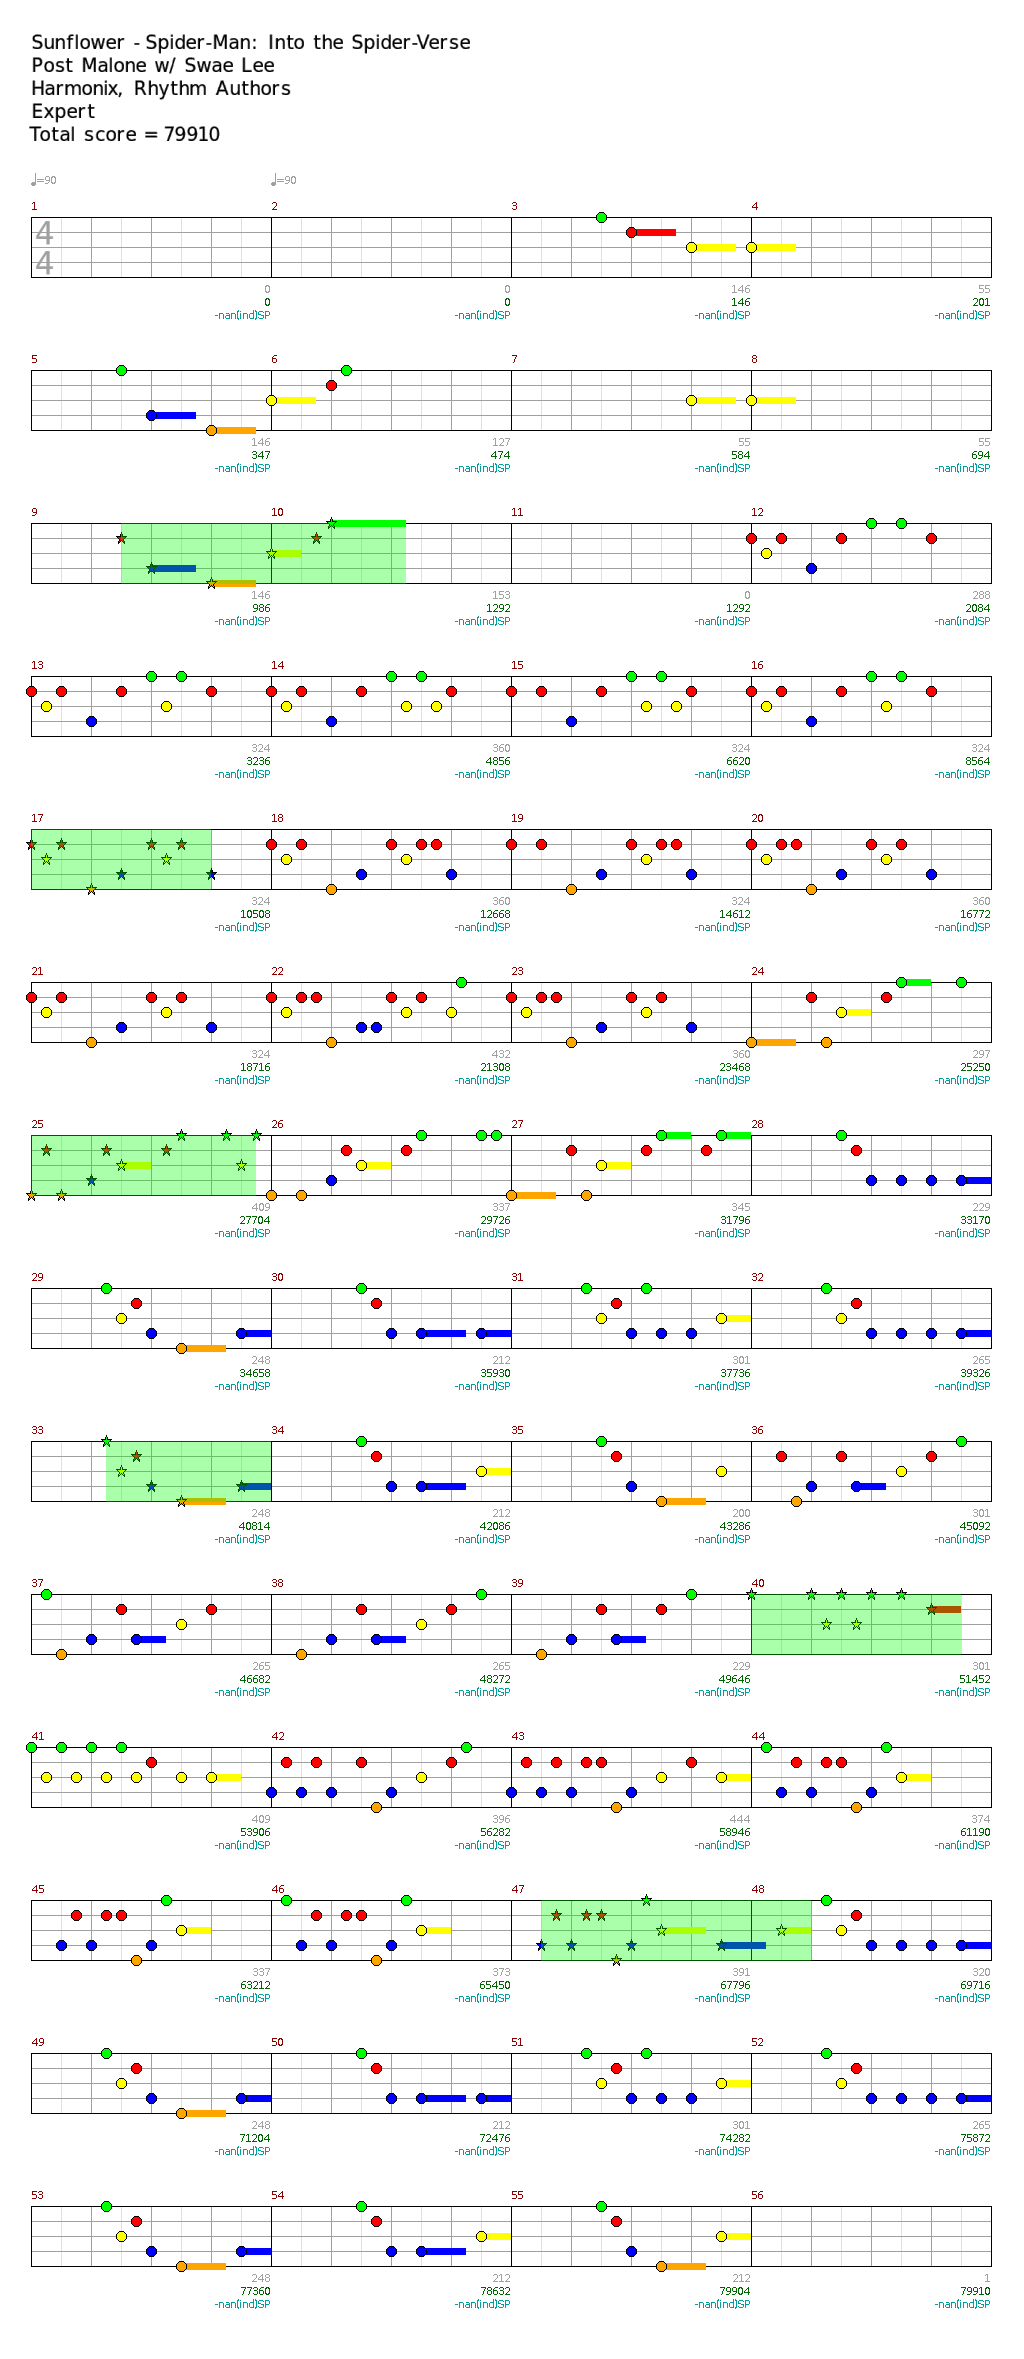 Sunflower - Spider-Man: Into the Spider-Verse
Post Malone w/ Swae Lee
Harmonix, Rhythm Authors
Expert
Total score = 79910
♩=90 ♩=90
1 2 3 4
4
4
0 0 146 55
0 0 146 201
-nan(ind)SP -nan(ind)SP -nan(ind)SP -nan(ind)SP
5 6 7 8
146 127 55 55
347 474 584 694
-nan(ind)SP -nan(ind)SP -nan(ind)SP -nan(ind)SP
9 10 11 12
146 153 0 288
986 1292 1292 2084
-nan(ind)SP -nan(ind)SP -nan(ind)SP -nan(ind)SP
13 14 15 16
324 360 324 324
3236 4856 6620 8564
-nan(ind)SP -nan(ind)SP -nan(ind)SP -nan(ind)SP
17 18 19 20
324 360 324 360
10508 12668 14612 16772
-nan(ind)SP -nan(ind)SP -nan(ind)SP -nan(ind)SP
21 22 23 24
324 432 360 297
18716 21308 23468 25250
-nan(ind)SP -nan(ind)SP -nan(ind)SP -nan(ind)SP
25 26 27 28
409 337 345 229
27704 29726 31796 33170
-nan(ind)SP -nan(ind)SP -nan(ind)SP -nan(ind)SP
29 30 31 32
248 212 301 265
34658 35930 37736 39326
-nan(ind)SP -nan(ind)SP -nan(ind)SP -nan(ind)SP
33 34 35 36
248 212 200 301
40814 42086 43286 45092
-nan(ind)SP -nan(ind)SP -nan(ind)SP -nan(ind)SP
37 38 39 40
265 265 229 301
46682 48272 49646 51452
-nan(ind)SP -nan(ind)SP -nan(ind)SP -nan(ind)SP
41 42 43 44
409 396 444 374
53906 56282 58946 61190
-nan(ind)SP -nan(ind)SP -nan(ind)SP -nan(ind)SP
45 46 47 48
337 373 391 320
63212 65450 67796 69716
-nan(ind)SP -nan(ind)SP -nan(ind)SP -nan(ind)SP
49 50 51 52
248 212 301 265
71204 72476 74282 75872
-nan(ind)SP -nan(ind)SP -nan(ind)SP -nan(ind)SP
53 54 55 56
248 212 212 1
77360 78632 79904 79910
-nan(ind)SP -nan(ind)SP -nan(ind)SP -nan(ind)SP